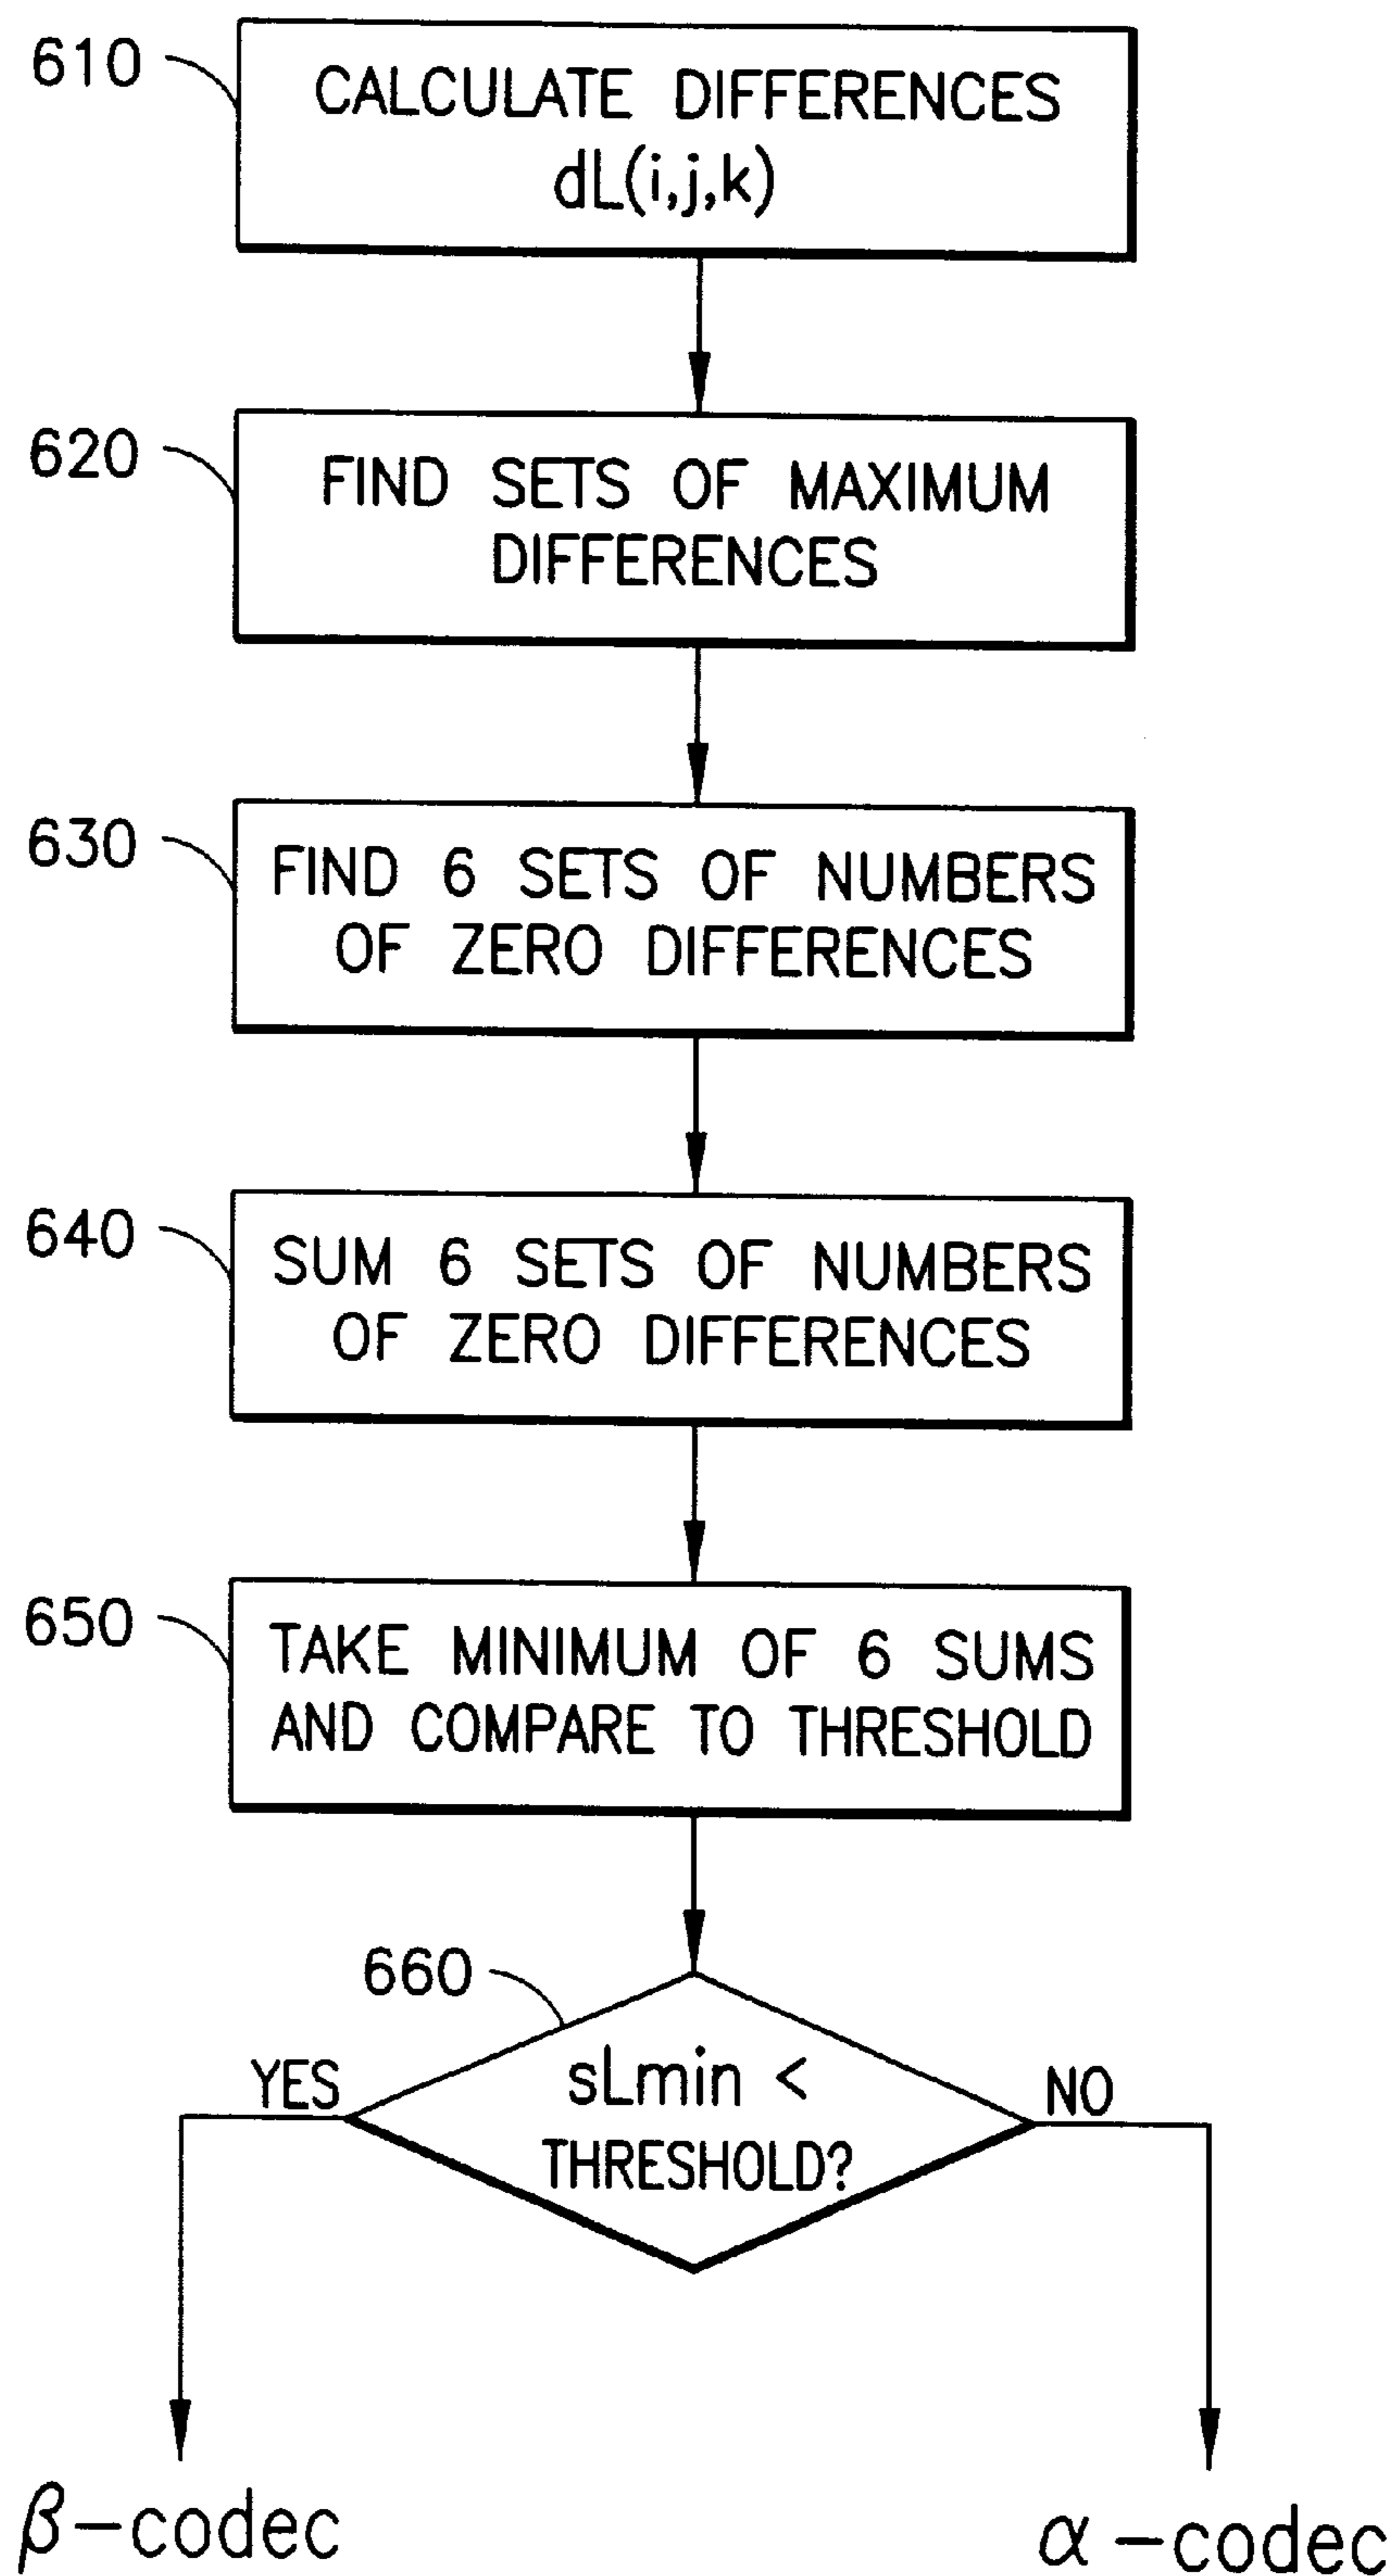 610
CALCULATE DIFFERENCES
dL(i,j,k)
620
FIND SETS OF MAXIMUM
DIFFERENCES
630
FIND 6 SETS OF NUMBERS
OF ZERO DIFFERENCES
640
SUM 6 SETS OF NUMBERS
OF ZERO DIFFERENCES
650
TAKE MINIMUM OF 6 SUMS
AND COMPARE TO THRESHOLD
660
YES
sLmin <
THRESHOLD?
NO
β-codec
α-codec